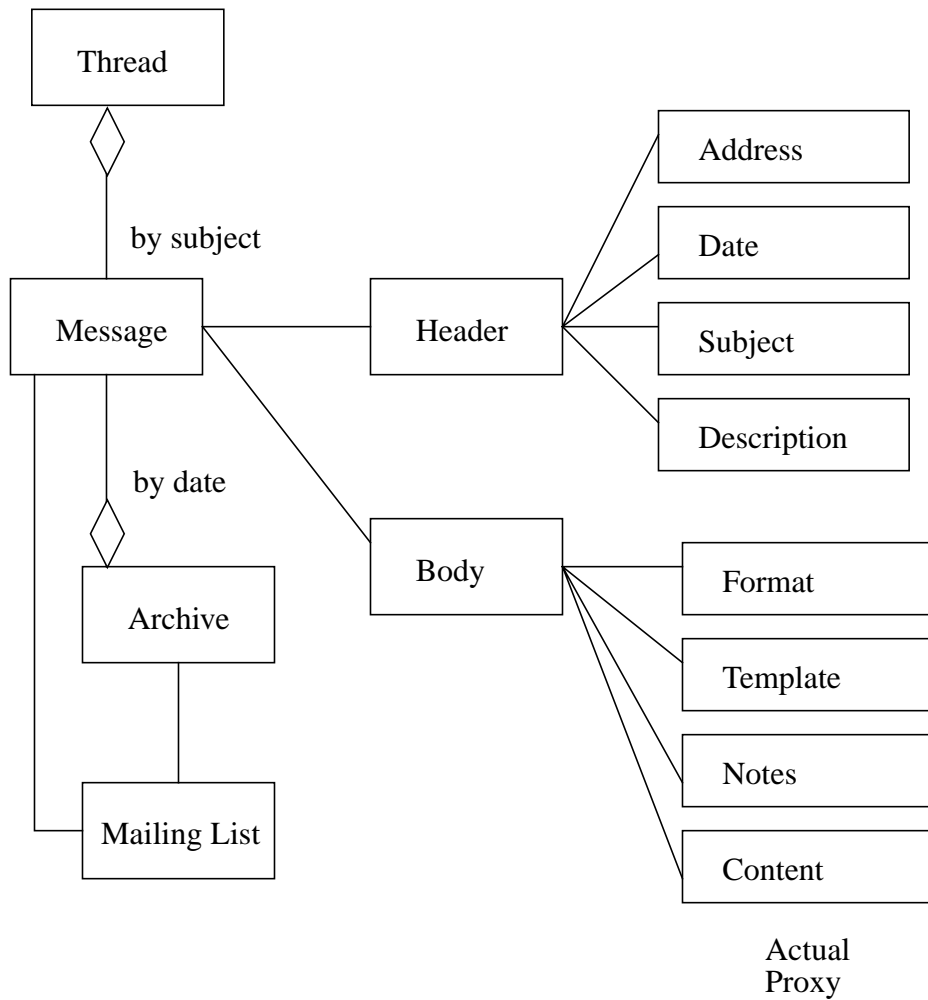 Thread
by subject
Message
by date
Archive
Mailing List
Header
Body
Address
Date
Subject
Description
Format
Template
Notes
Content
Actual
Proxy